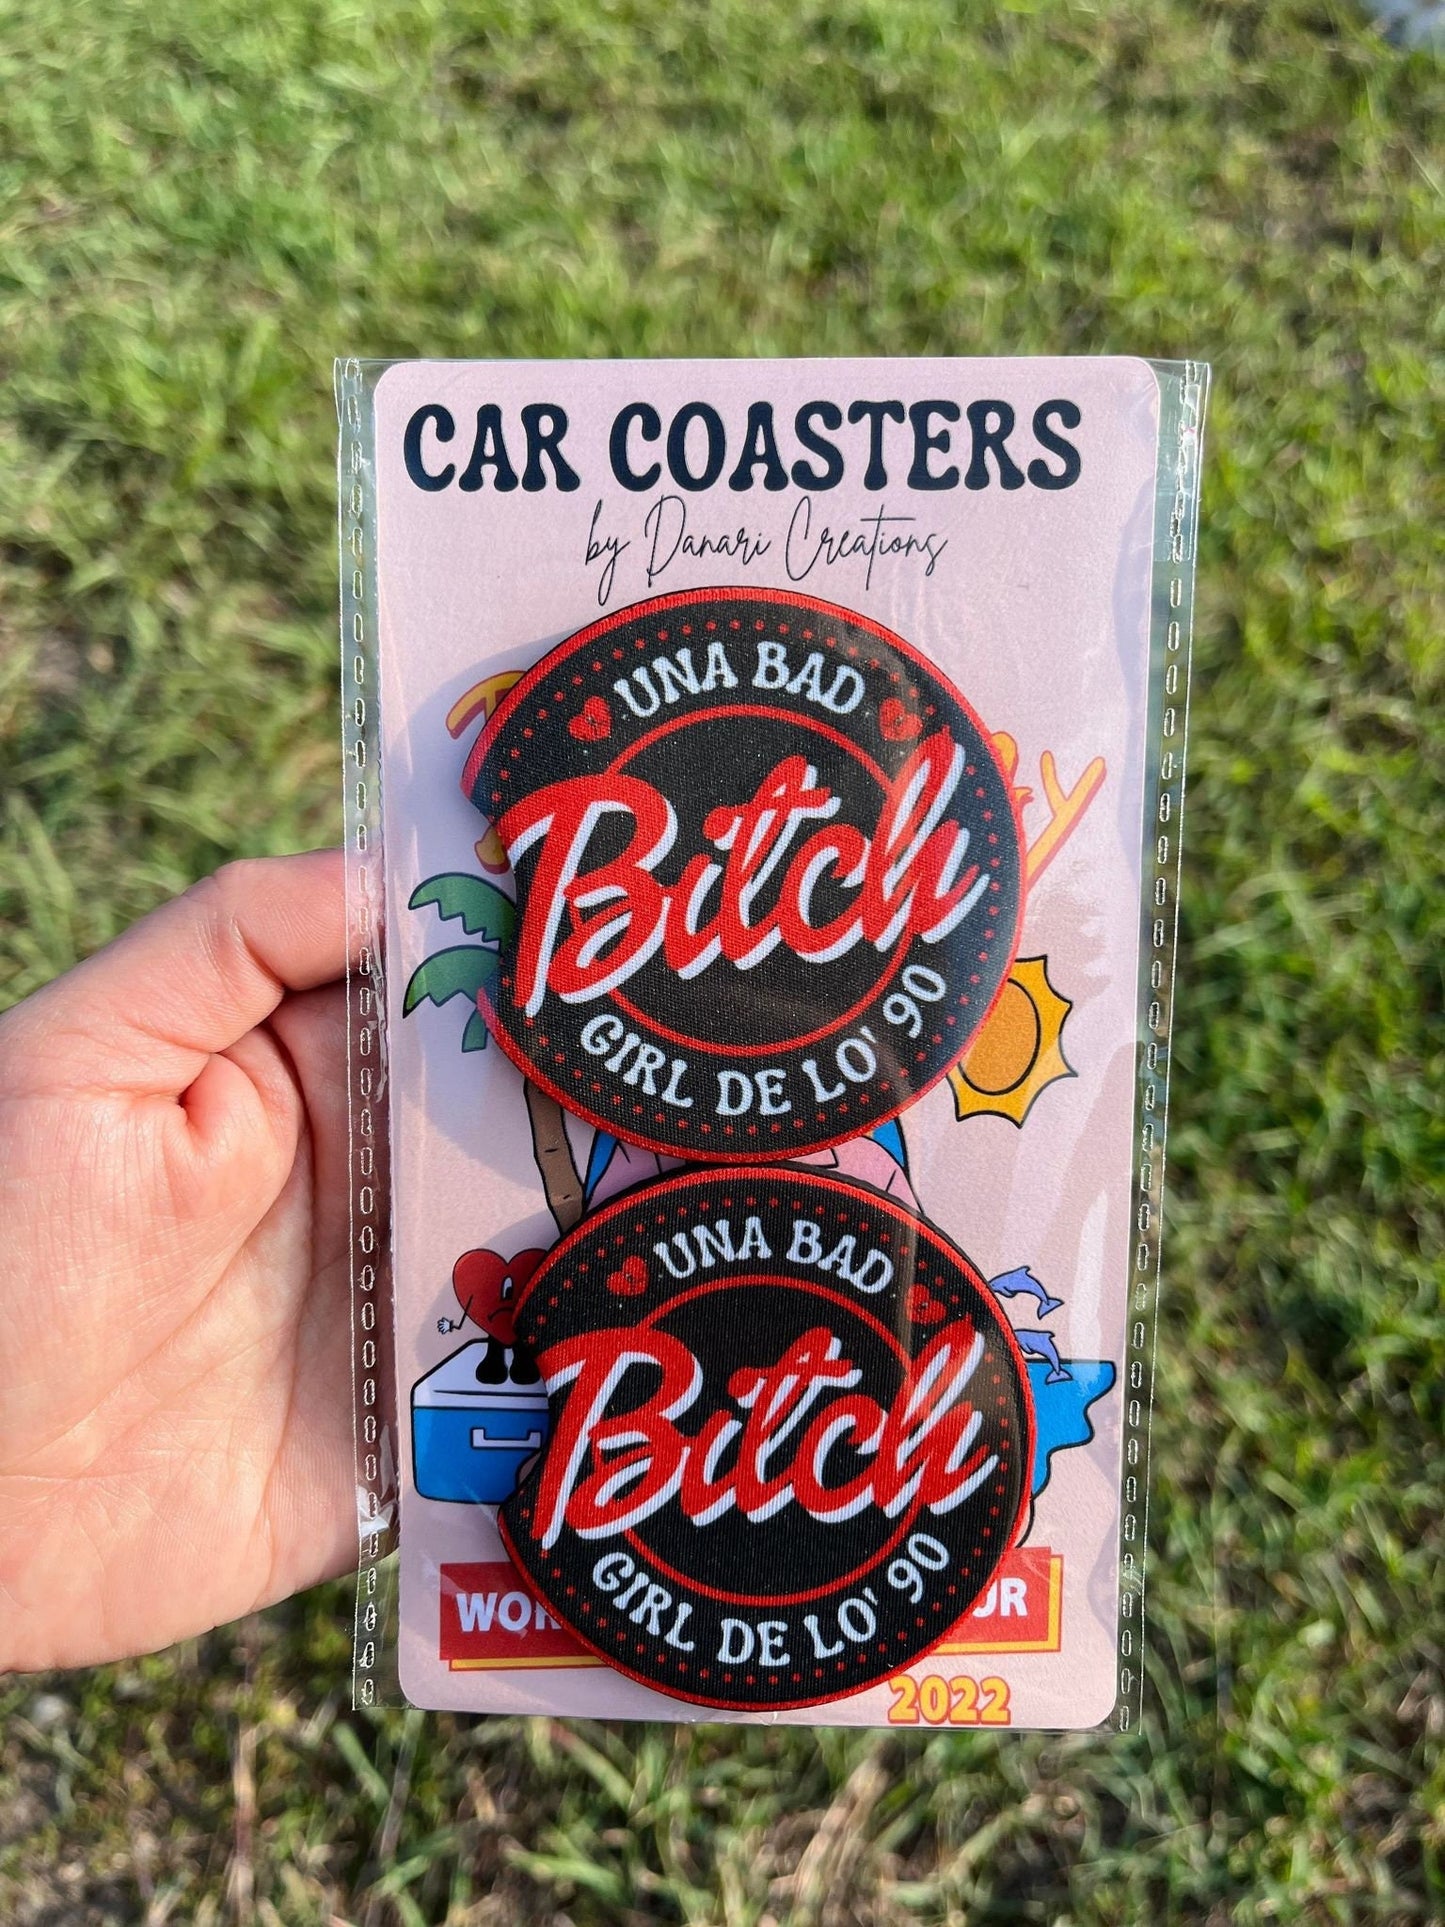 CAR COASTERS
by Danari Creations
UNA BAD
Bitch
GIRL DE LO' 90
UNA BAD
Bitch
GIRL DE LO' 90
2022